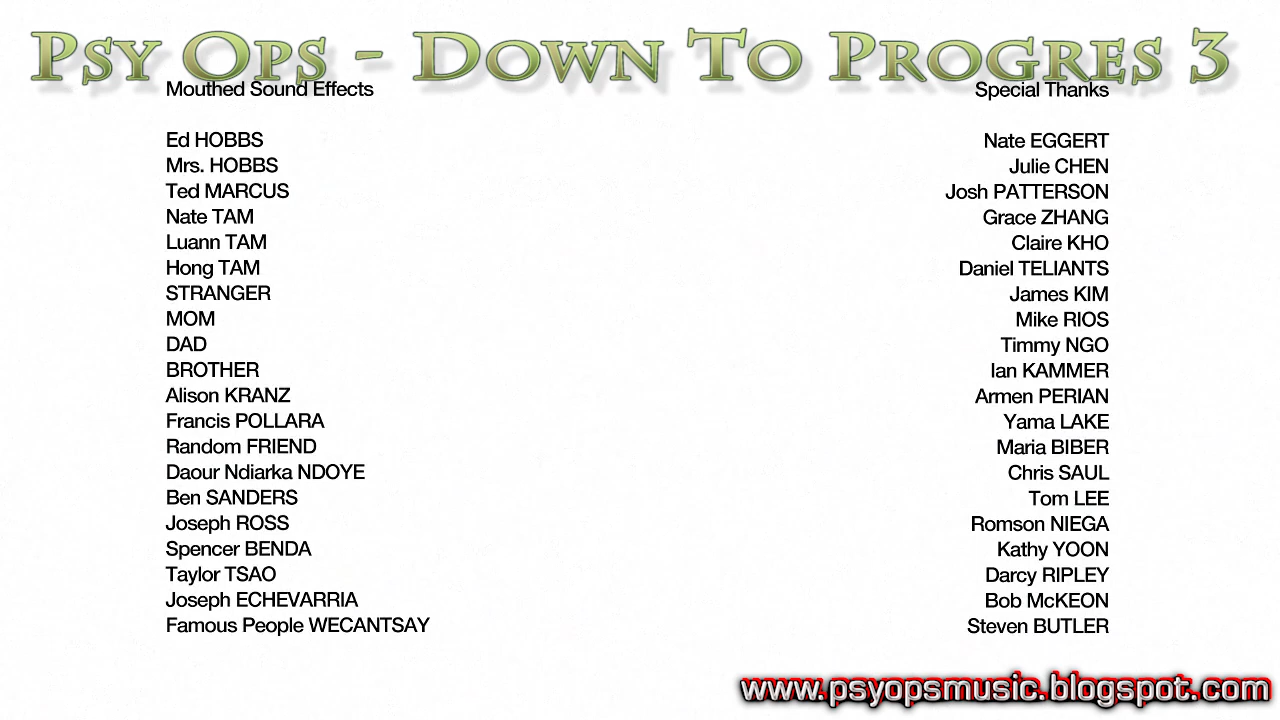 Psy Ops - Down To Progres 3
Mouthed Sound Effects
Ed HOBBS
Mrs. HOBBS
Ted MARCUS
Nate TAM
Luann TAM
Hong TAM
STRANGER
MOM
DAD
BROTHER
Alison KRANZ
Francis POLLARA
Random FRIEND
Daour Ndiarka NDOYE
Ben SANDERS
Joseph ROSS
Spencer BENDA
Taylor TSAO
Joseph ECHEVARRIA
Famous People WECANTSAY
Special Thanks
Nate EGGERT
Julie CHEN
Josh PATTERSON
Grace ZHANG
Claire KHO
Daniel TELIANTS
James KIM
Mike RIOS
Timmy NGO
Ian KAMMER
Armen PERIAN
Yama LAKE
Maria BIBER
Chris SAUL
Tom LEE
Romson NIEGA
Kathy YOON
Darcy RIPLEY
Bob McKEON
Steven BUTLER
www.psyopsmusic.blogspot.com